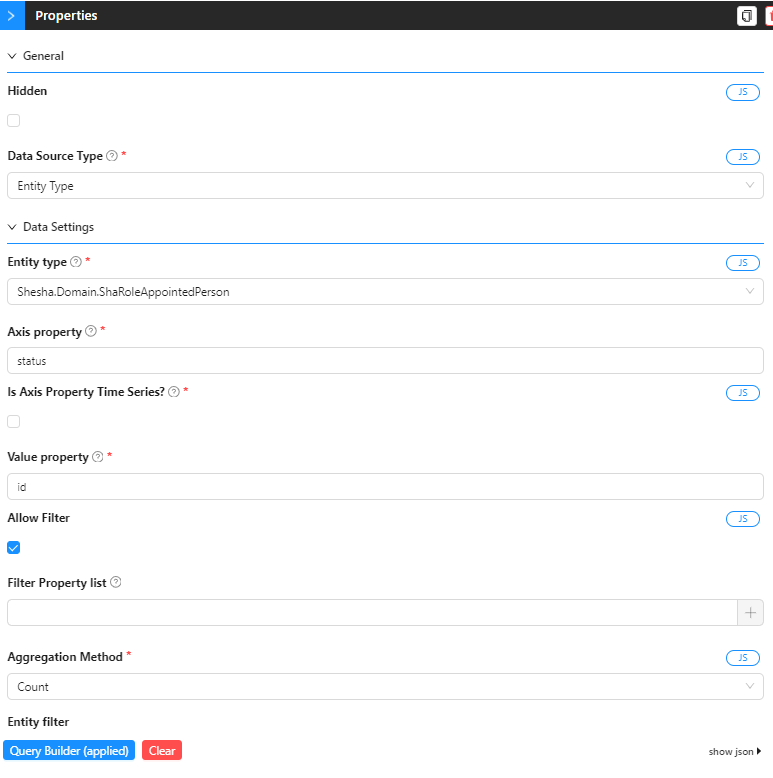 Properties
General
Hidden
JS
Data Source Type ? *
JS
Entity Type
Data Settings
Entity type ? *
JS
Shesha.Domain.ShaRoleAppointedPerson
Axis property ? *
status
Is Axis Property Time Series? ? *
JS
Value property ? *
id
Allow Filter
JS
Filter Property list ?
+
Aggregation Method *
JS
Count
Entity filter
Query Builder (applied) Clear
show json